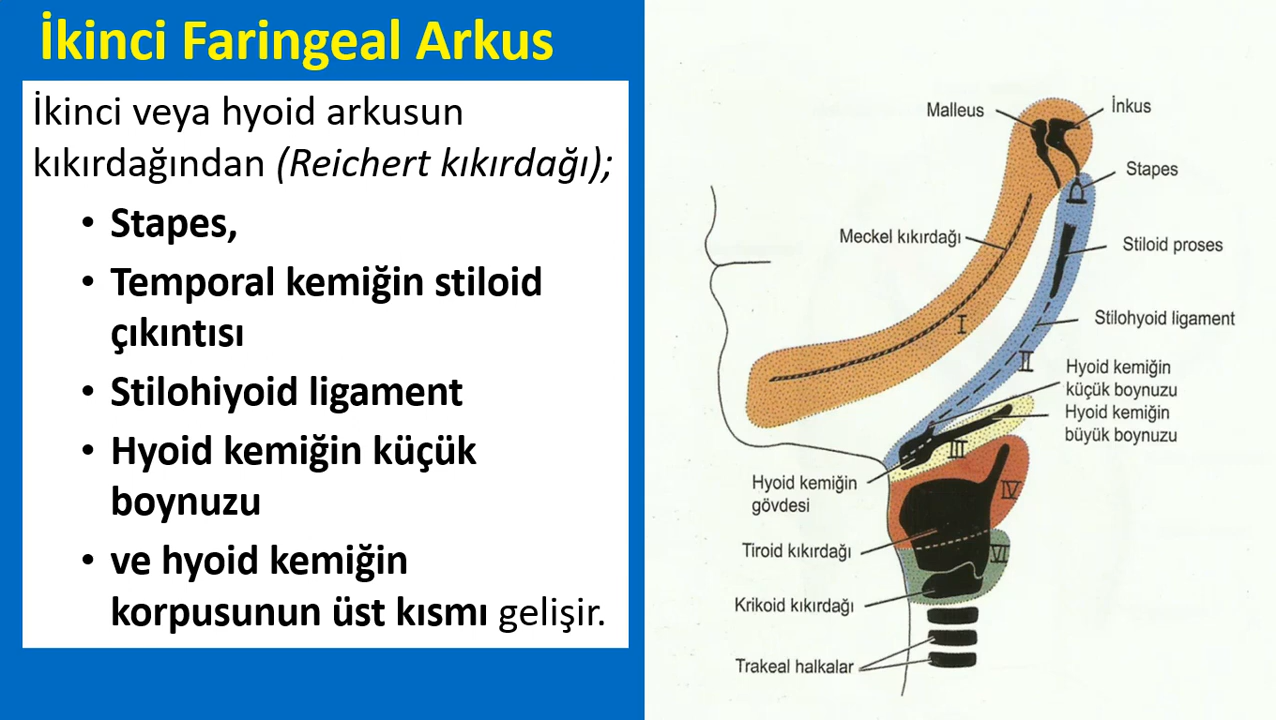 İkinci Faringeal Arkus
İkinci veya hyoid arkusun
kıkırdağından (Reichert kıkırdağı);
• Stapes,
• Temporal kemiğin stiloid
çıkıntısı
• Stilohiyoid ligament
• Hyoid kemiğin küçük
boynuzu
• ve hyoid kemiğin
korpusunun üst kısmı gelişir.
Malleus
İnkus
Stapes
Meckel kıkırdağı
Stiloid proses
I
Stilohyoid ligament
II
Hyoid kemiğin
küçük boynuzu
Hyoid kemiğin
büyük boynuzu
III
Hyoid kemiğin
gövdesi
IV
Tiroid kıkırdağı
VI
Krikoid kıkırdağı
Trakeal halkalar